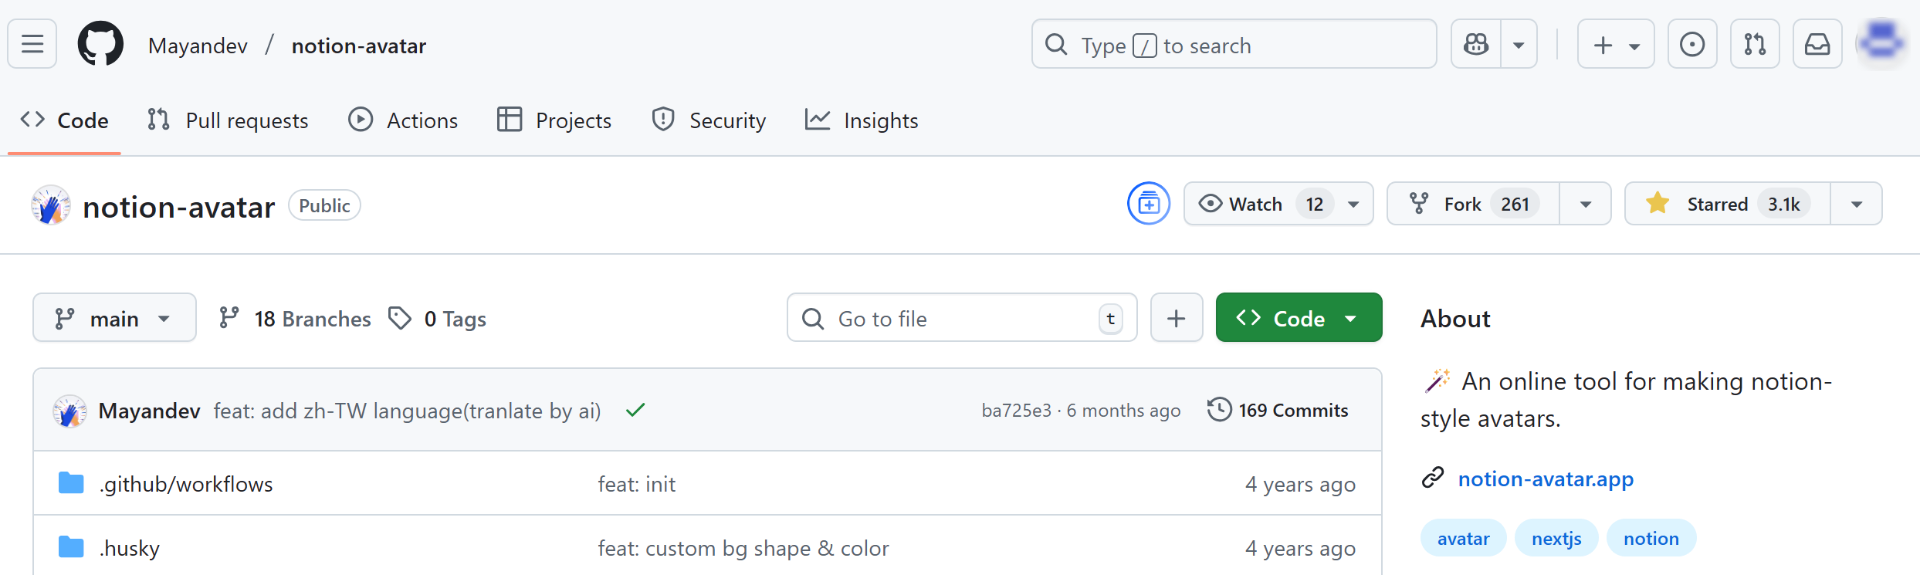 Mayandev / notion-avatar
Type / to search
Code
Pull requests
Actions
Projects
Security
Insights
notion-avatar
Public
Watch 12
Fork 261
Starred 3.1k
main
18 Branches
0 Tags
Go to file
t
Code
About
🪄 An online tool for making notion-
style avatars.
notion-avatar.app
avatar
nextjs
notion
Mayandev feat: add zh-TW language(tranlate by ai)
ba725e3 · 6 months ago
169 Commits
.github/workflows
feat: init
4 years ago
.husky
feat: custom bg shape & color
4 years ago